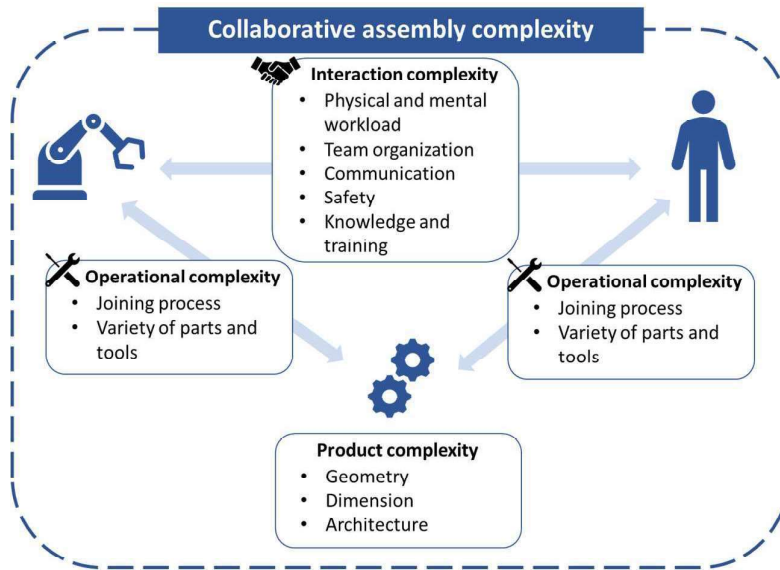 Collaborative assembly complexity
Interaction complexity
• Physical and mental
workload
• Team organization
• Communication
• Safety
• Knowledge and
training
Operational complexity
• Joining process
• Variety of parts and
tools
Operational complexity
• Joining process
• Variety of parts and
tools
Product complexity
• Geometry
• Dimension
• Architecture